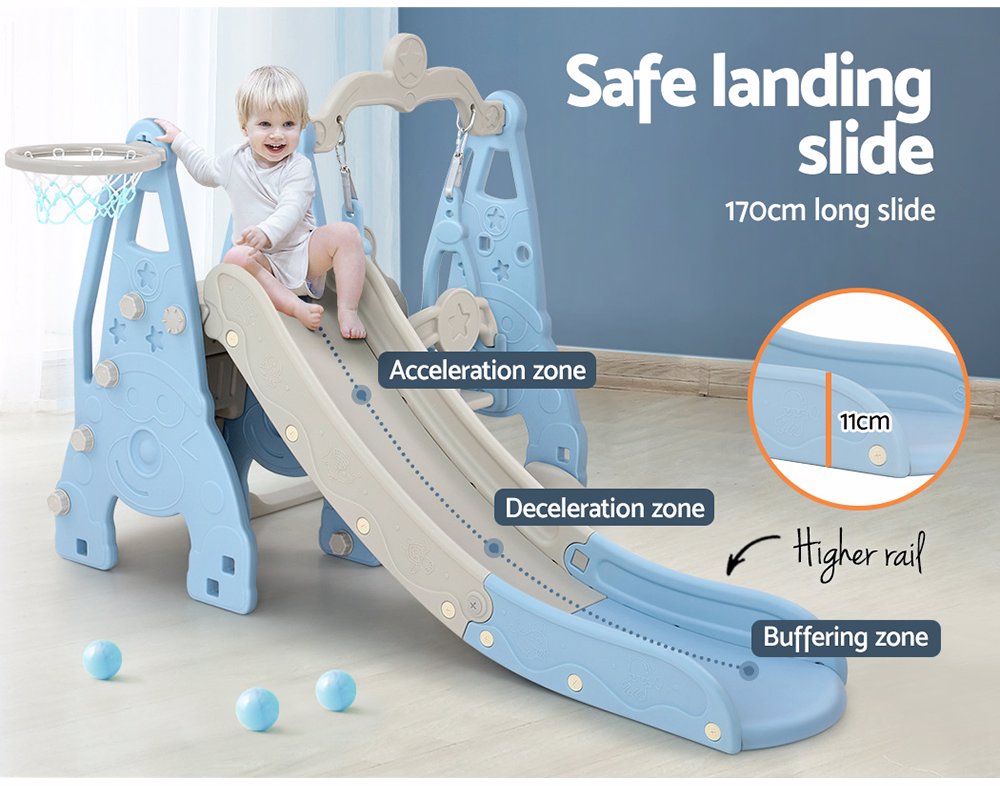 Safe landing
slide
170cm long slide
Acceleration zone
11cm
Deceleration zone
Higher rail
Buffering zone